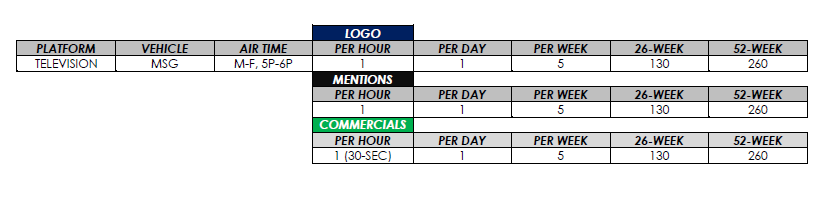 LOGO
PLATFORM VEHICLE AIR TIME PER HOUR PER DAY PER WEEK 26-WEEK 52-WEEK
TELEVISION MSG M-F, 5P-6P 1 1 5 130 260
MENTIONS
PER HOUR PER DAY PER WEEK 26-WEEK 52-WEEK
1 1 5 130 260
COMMERCIALS
PER HOUR PER DAY PER WEEK 26-WEEK 52-WEEK
1 (30-SEC) 1 5 130 260